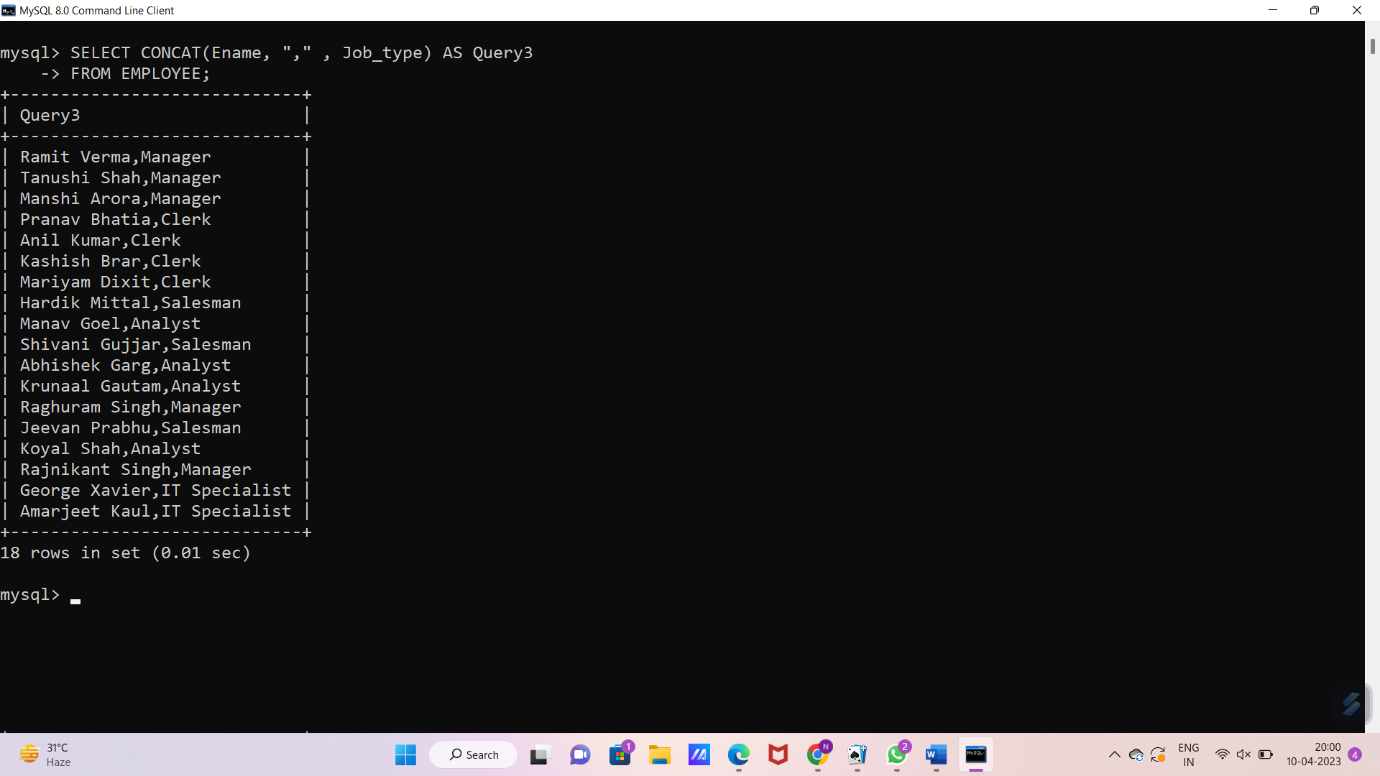 MySQL 8.0 Command Line Client
mysql> SELECT CONCAT(Ename, "," , Job_type) AS Query3
    -> FROM EMPLOYEE;
+-----------------------------+
| Query3                      |
+-----------------------------+
| Ramit Verma,Manager         |
| Tanushi Shah,Manager        |
| Manshi Arora,Manager        |
| Pranav Bhatia,Clerk         |
| Anil Kumar,Clerk            |
| Kashish Brar,Clerk          |
| Mariyam Dixit,Clerk         |
| Hardik Mittal,Salesman      |
| Manav Goel,Analyst          |
| Shivani Gujjar,Salesman     |
| Abhishek Garg,Analyst       |
| Krunaal Gautam,Analyst      |
| Raghuram Singh,Manager      |
| Jeevan Prabhu,Salesman      |
| Koyal Shah,Analyst          |
| Rajnikant Singh,Manager     |
| George Xavier,IT Specialist |
| Amarjeet Kaul,IT Specialist |
+-----------------------------+
18 rows in set (0.01 sec)
mysql>
31°C
Haze
Search
1
N
2
W
MySQL
ENG
IN
20:00
10-04-2023
4